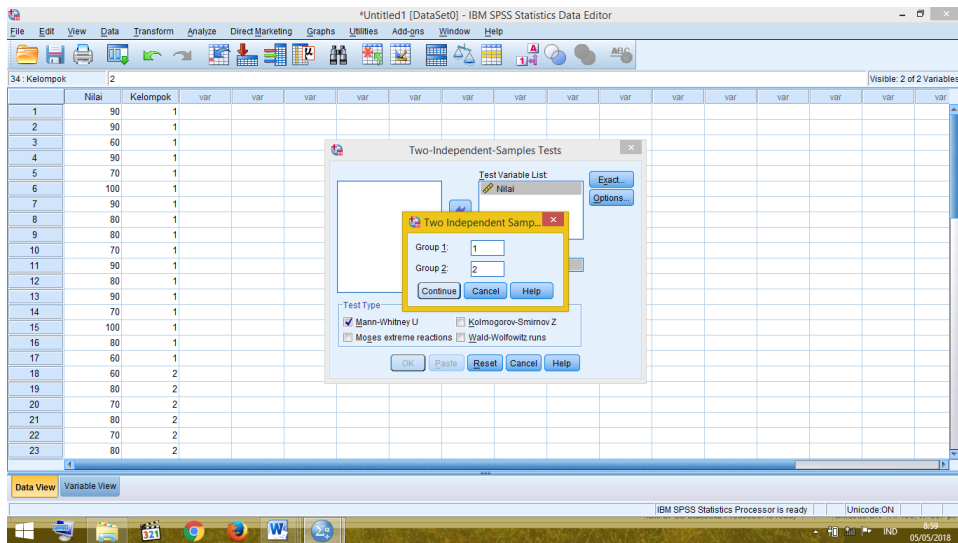 *Untitled1 [DataSet0] - IBM SPSS Statistics Data Editor
File Edit View Data Transform Analyze Direct Marketing Graphs Utilities Add-ons Window Help
34 : Kelompok 2 Visible: 2 of 2 Variables
Nilai Kelompok var var var var var var var var var var var var var var var
1 90 1
2 90 1
3 60 1
4 90 1
5 70 1
6 100 1
7 90 1
8 80 1
9 80 1
10 70 1
11 90 1
12 80 1
13 90 1
14 70 1
15 100 1
16 80 1
17 60 1
18 60 2
19 80 2
20 70 2
21 80 2
22 70 2
23 80 2
Two-Independent-Samples Tests
Test Variable List:
Nilai
Exact...
Options...
Two Independent Samp...
Group 1: 1
Group 2: 2
Continue Cancel Help
Test Type
Mann-Whitney U Kolmogorov-Smirnov Z
Moses extreme reactions Wald-Wolfowitz runs
OK Paste Reset Cancel Help
Data View Variable View
IBM SPSS Statistics Processor is ready Unicode:ON
IND
8:59
05/05/2018